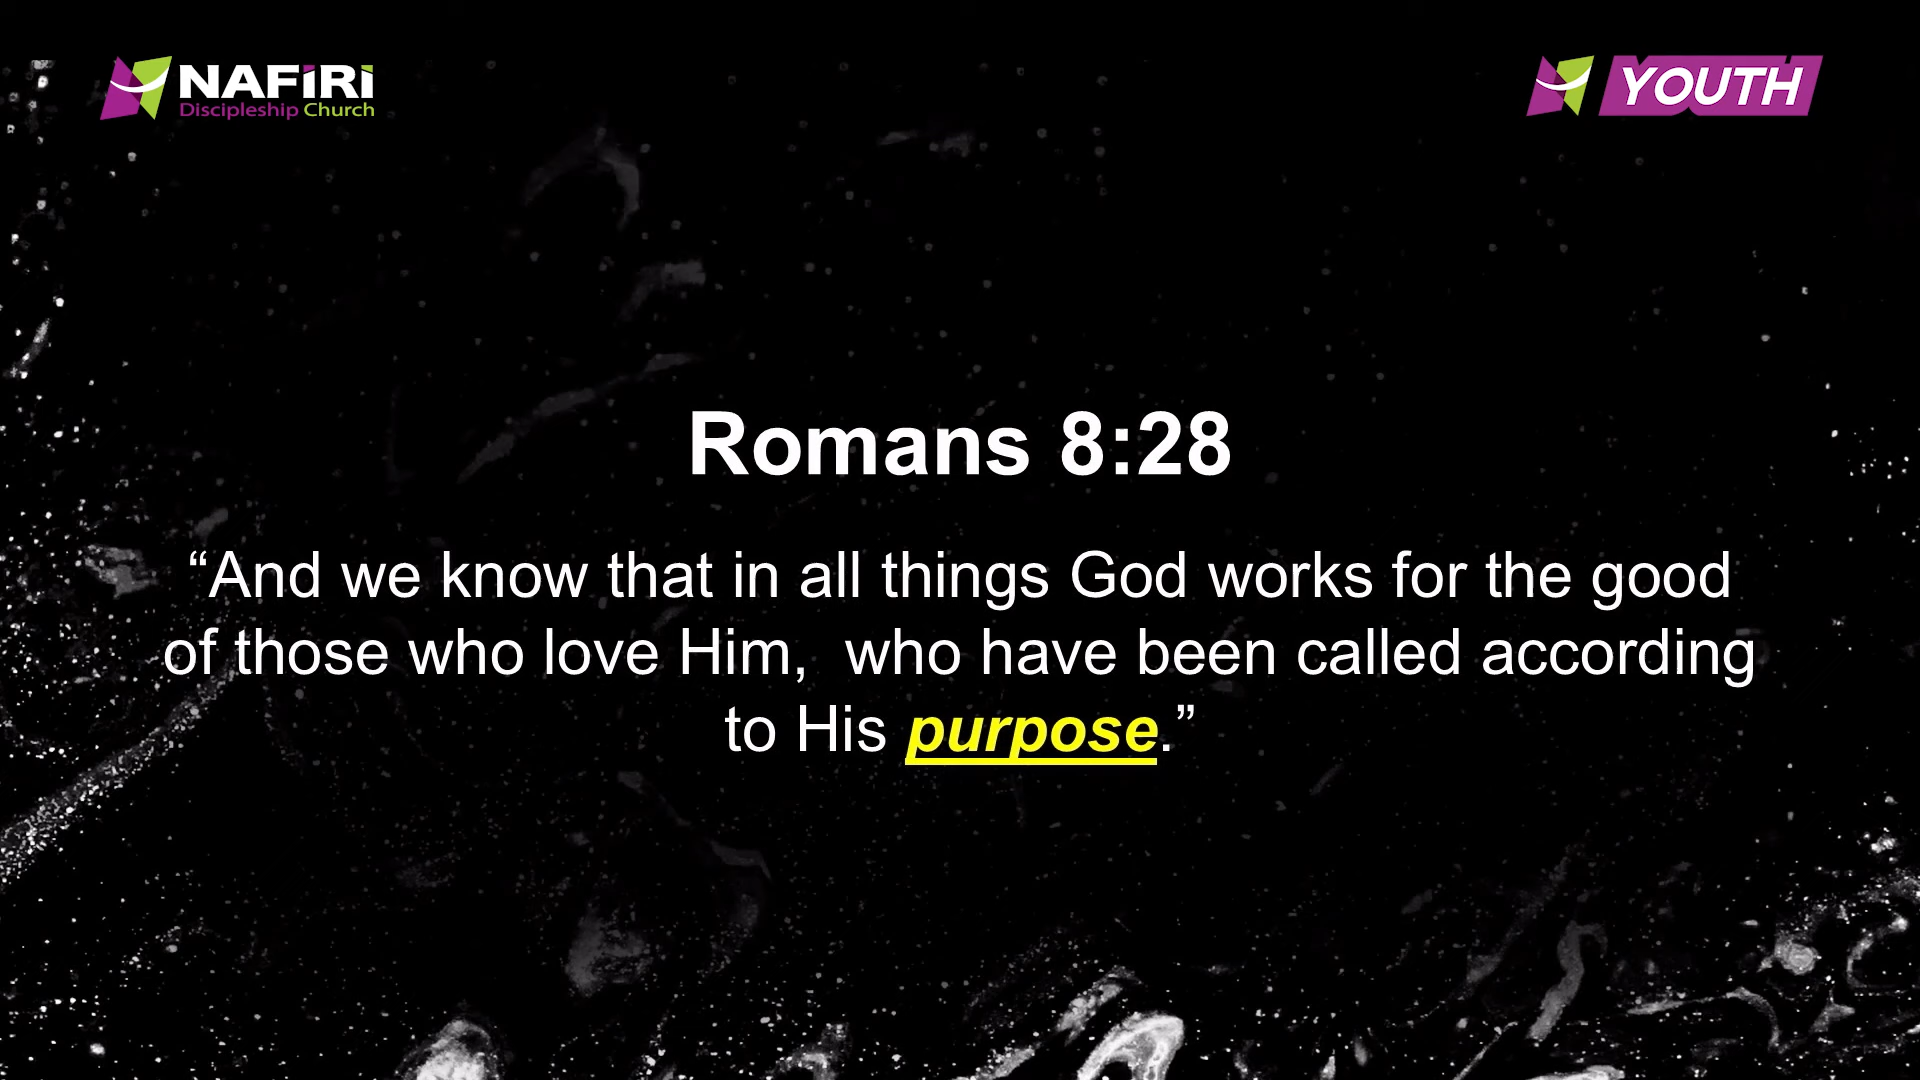 NAFIRI
Discipleship Church
YOUTH
Romans 8:28
“And we know that in all things God works for the good
of those who love Him,  who have been called according
to His purpose.”